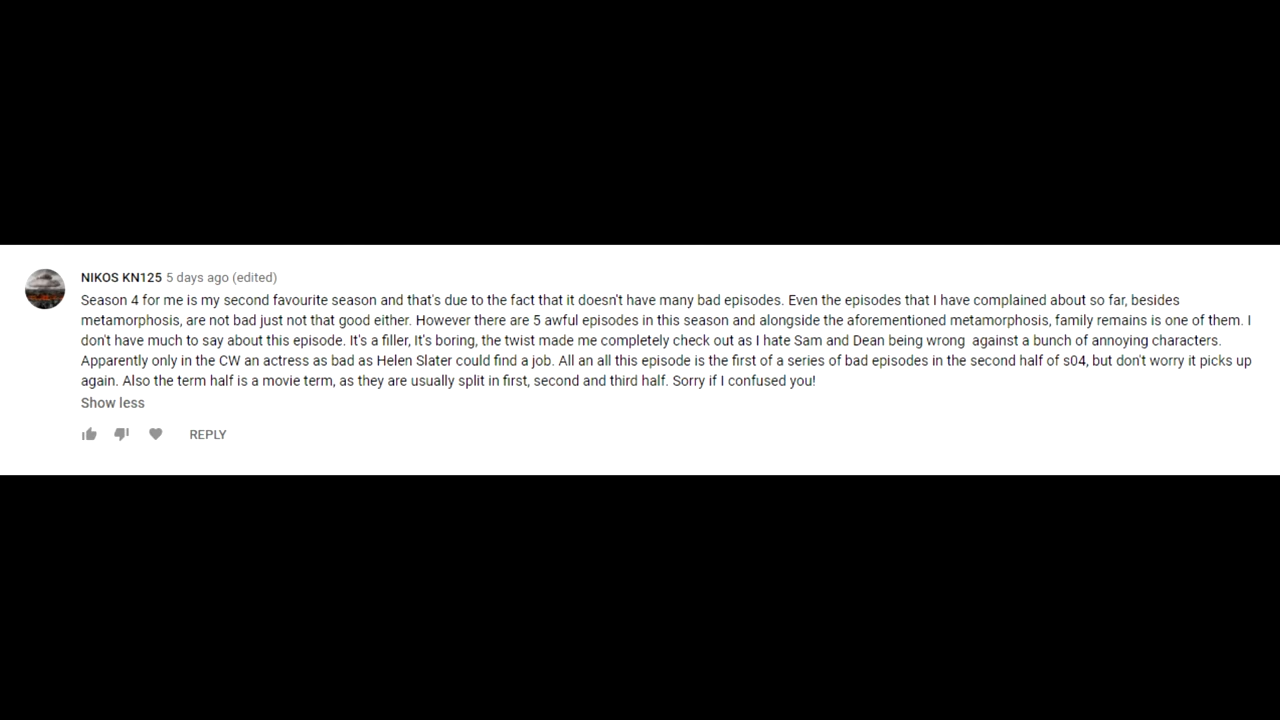 NIKOS KN125 5 days ago (edited)
Season 4 for me is my second favourite season and that's due to the fact that it doesn't have many bad episodes. Even the episodes that I have complained about so far, besides
metamorphosis, are not bad just not that good either. However there are 5 awful episodes in this season and alongside the aforementioned metamorphosis, family remains is one of them. I
don't have much to say about this episode. It's a filler, It's boring, the twist made me completely check out as I hate Sam and Dean being wrong  against a bunch of annoying characters.
Apparently only in the CW an actress as bad as Helen Slater could find a job. All an all this episode is the first of a series of bad episodes in the second half of s04, but don't worry it picks up
again. Also the term half is a movie term, as they are usually split in first, second and third half. Sorry if I confused you!
Show less
REPLY